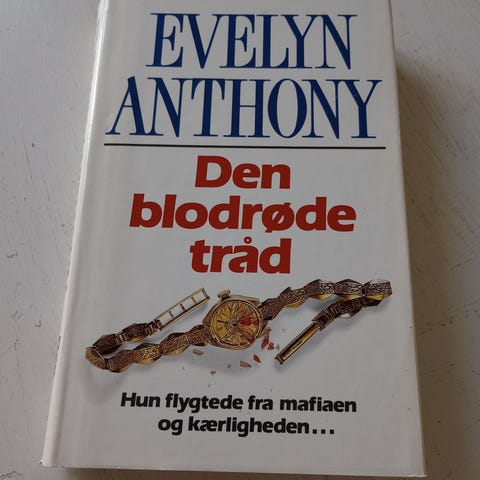 EVELYN
ANTHONY
Den
blodrøde
tråd
Hun flygtede fra mafiaen
og kærligheden...